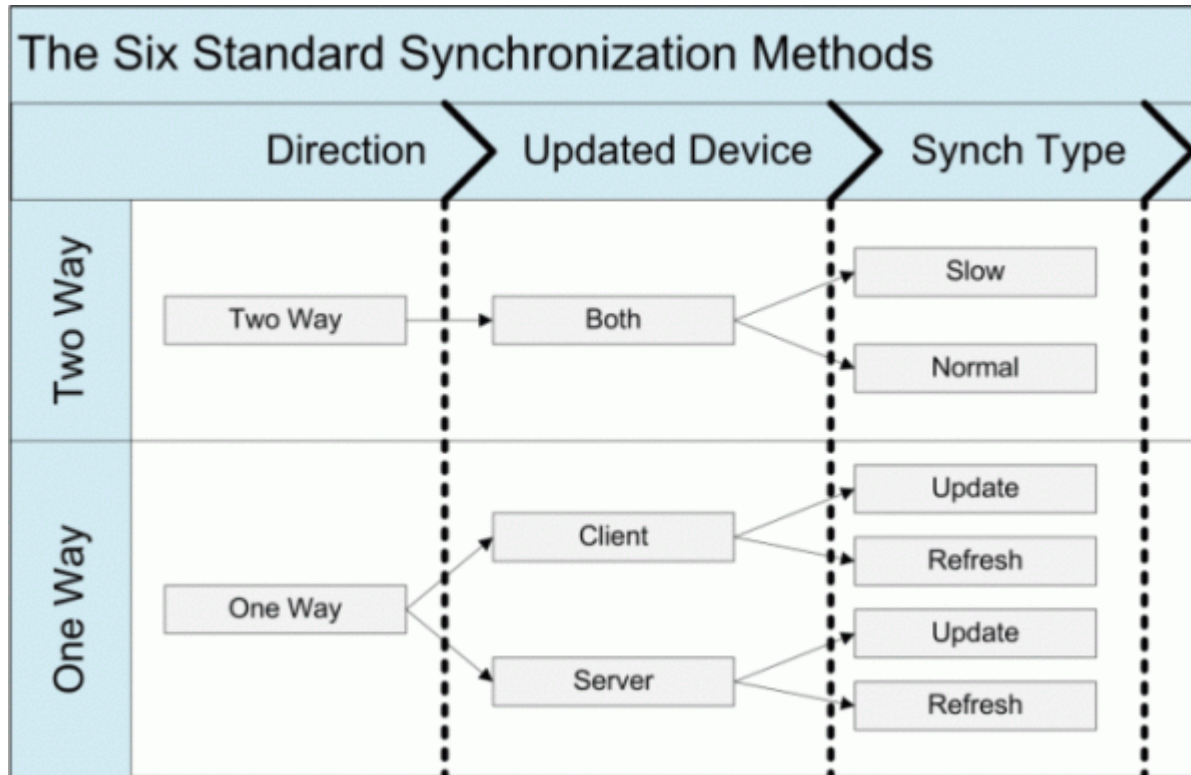 The Six Standard Synchronization Methods
Direction
Updated Device
Synch Type
Two Way
Two Way
Both
Slow
Normal
One Way
One Way
Client
Update
Refresh
Server
Update
Refresh